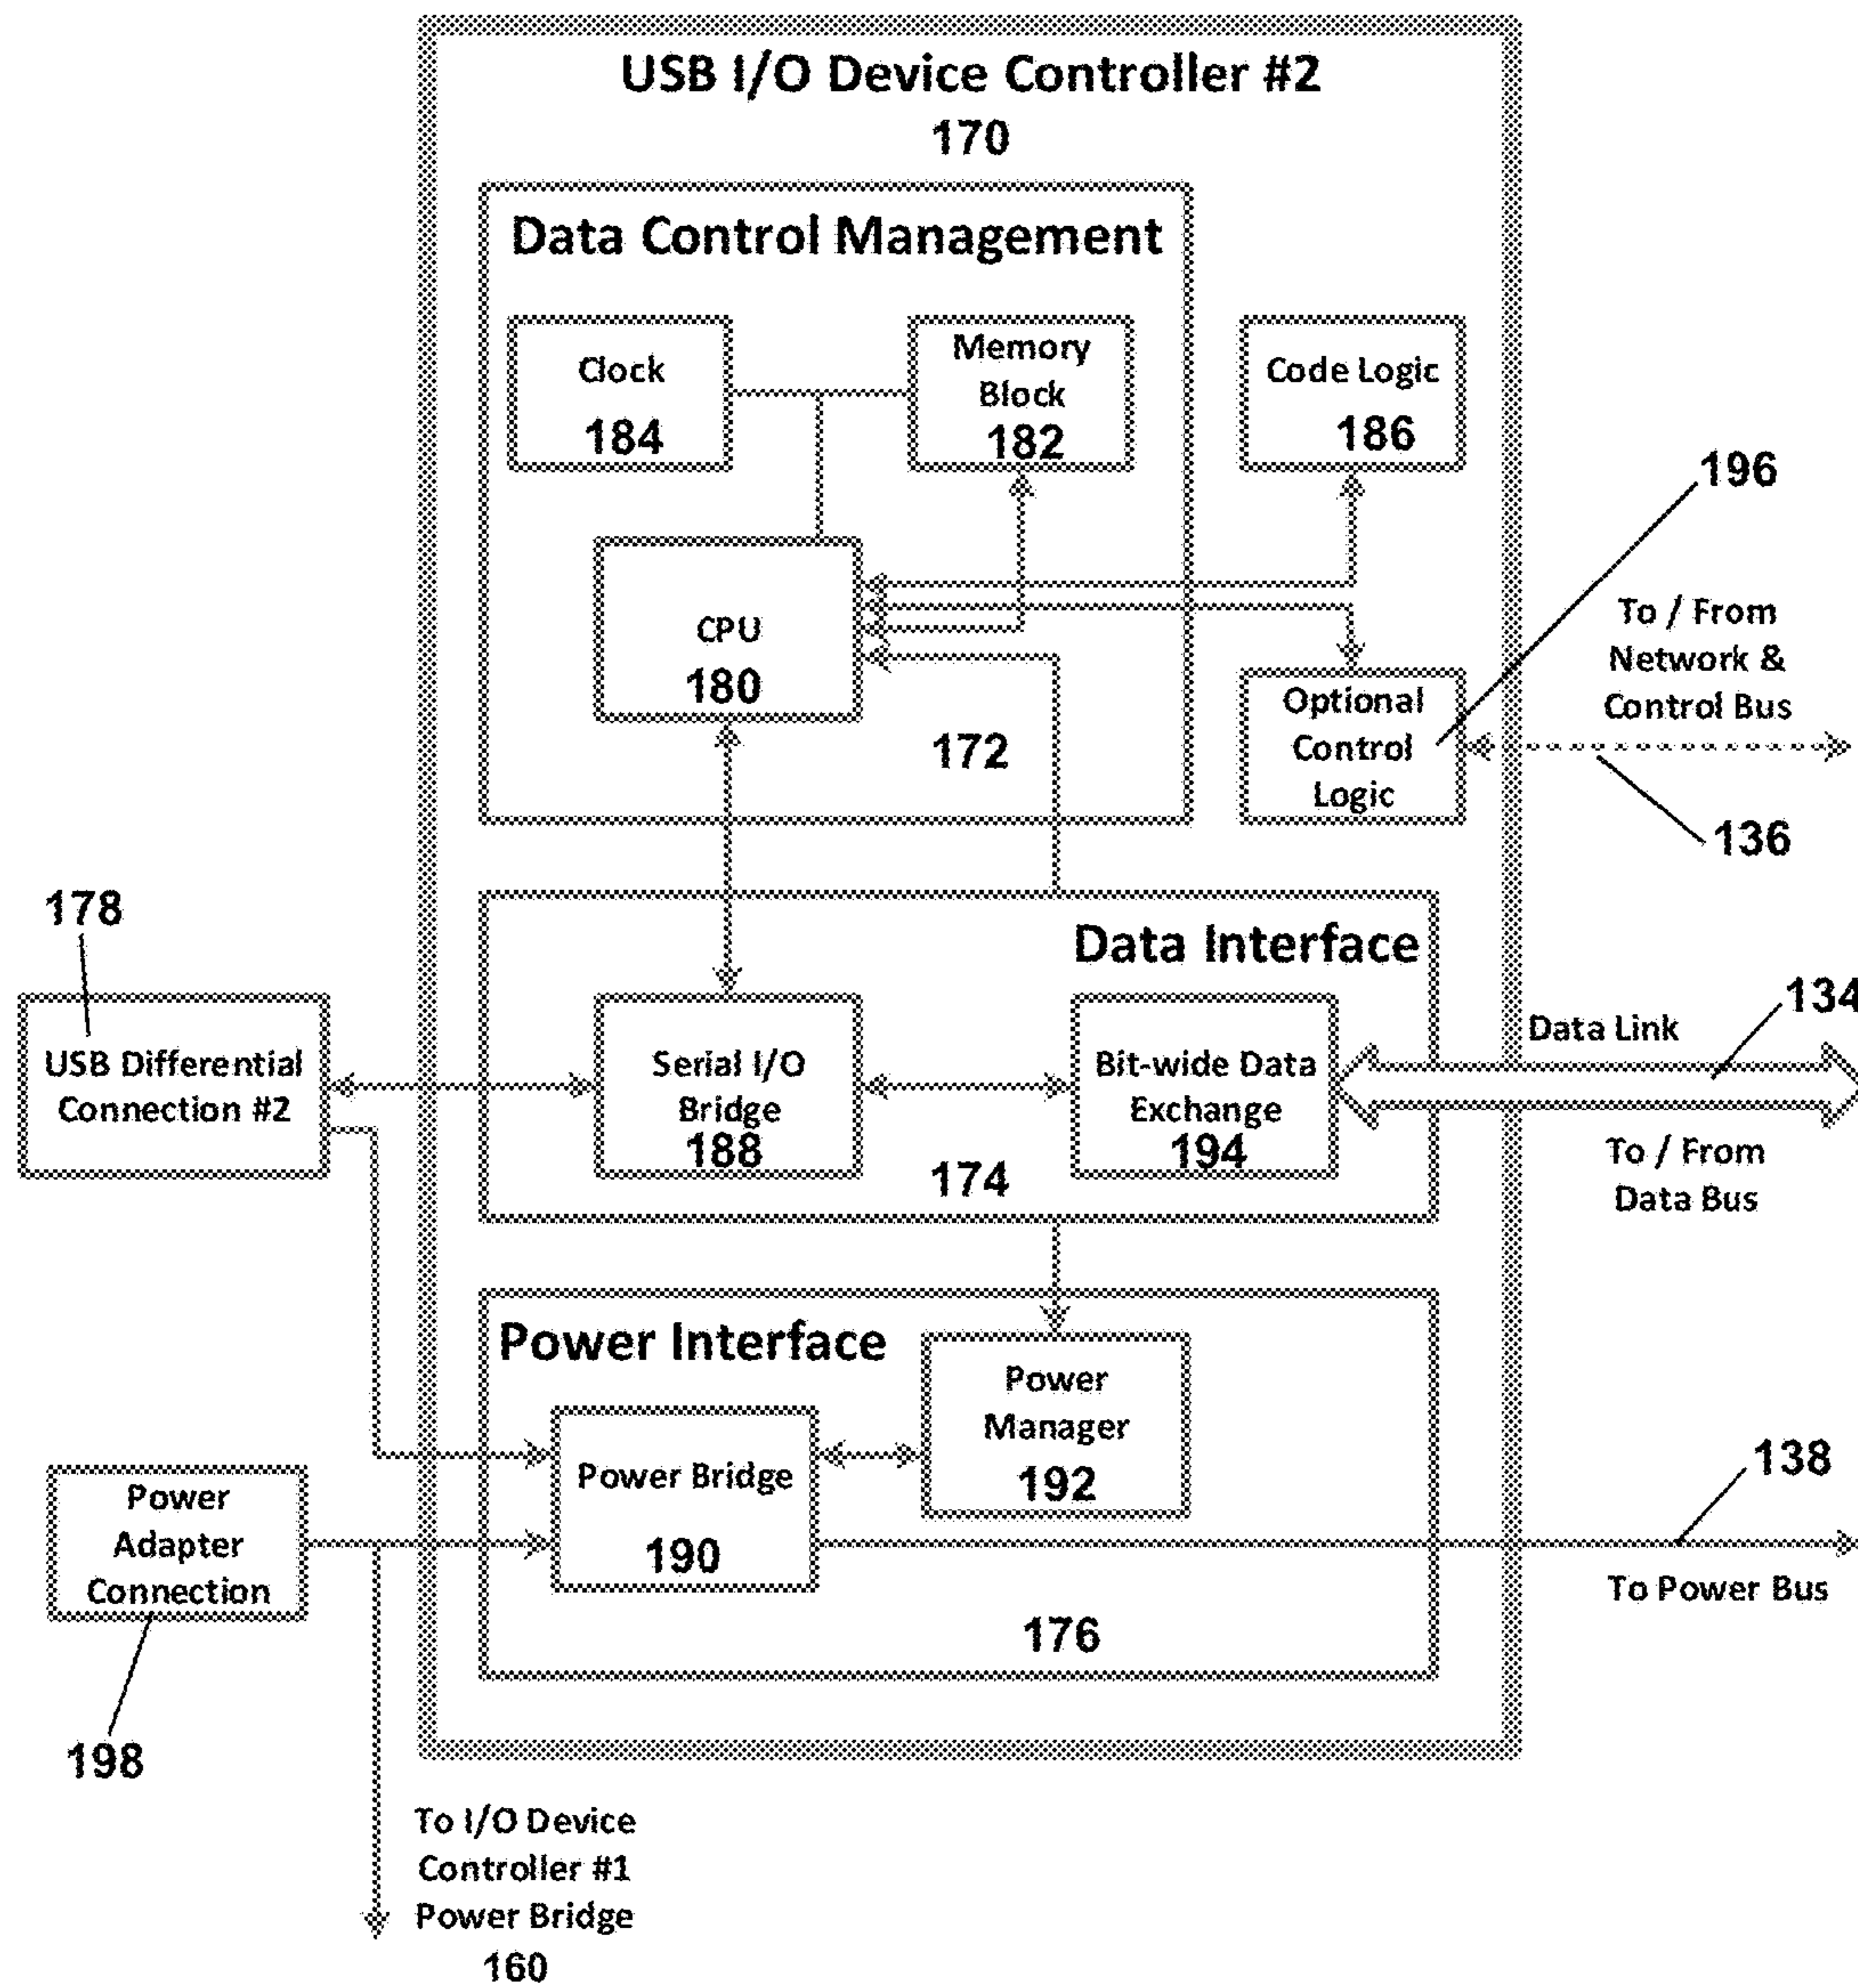 USB I/O Device Controller #2
170
Data Control Management
Clock
184
Memory
Block
182
Code Logic
186
196
CPU
180
172
Optional
Control
Logic
To / From
Network &
Control Bus
136
178
USB Differential
Connection #2
Data Interface
Serial I/O
Bridge
188
174
Bit-wide Data
Exchange
194
Data Link
134
To / From
Data Bus
Power Interface
Power
Manager
192
Power Bridge
190
176
138
To Power Bus
Power
Adapter
Connection
198
To I/O Device
Controller #1
Power Bridge
160